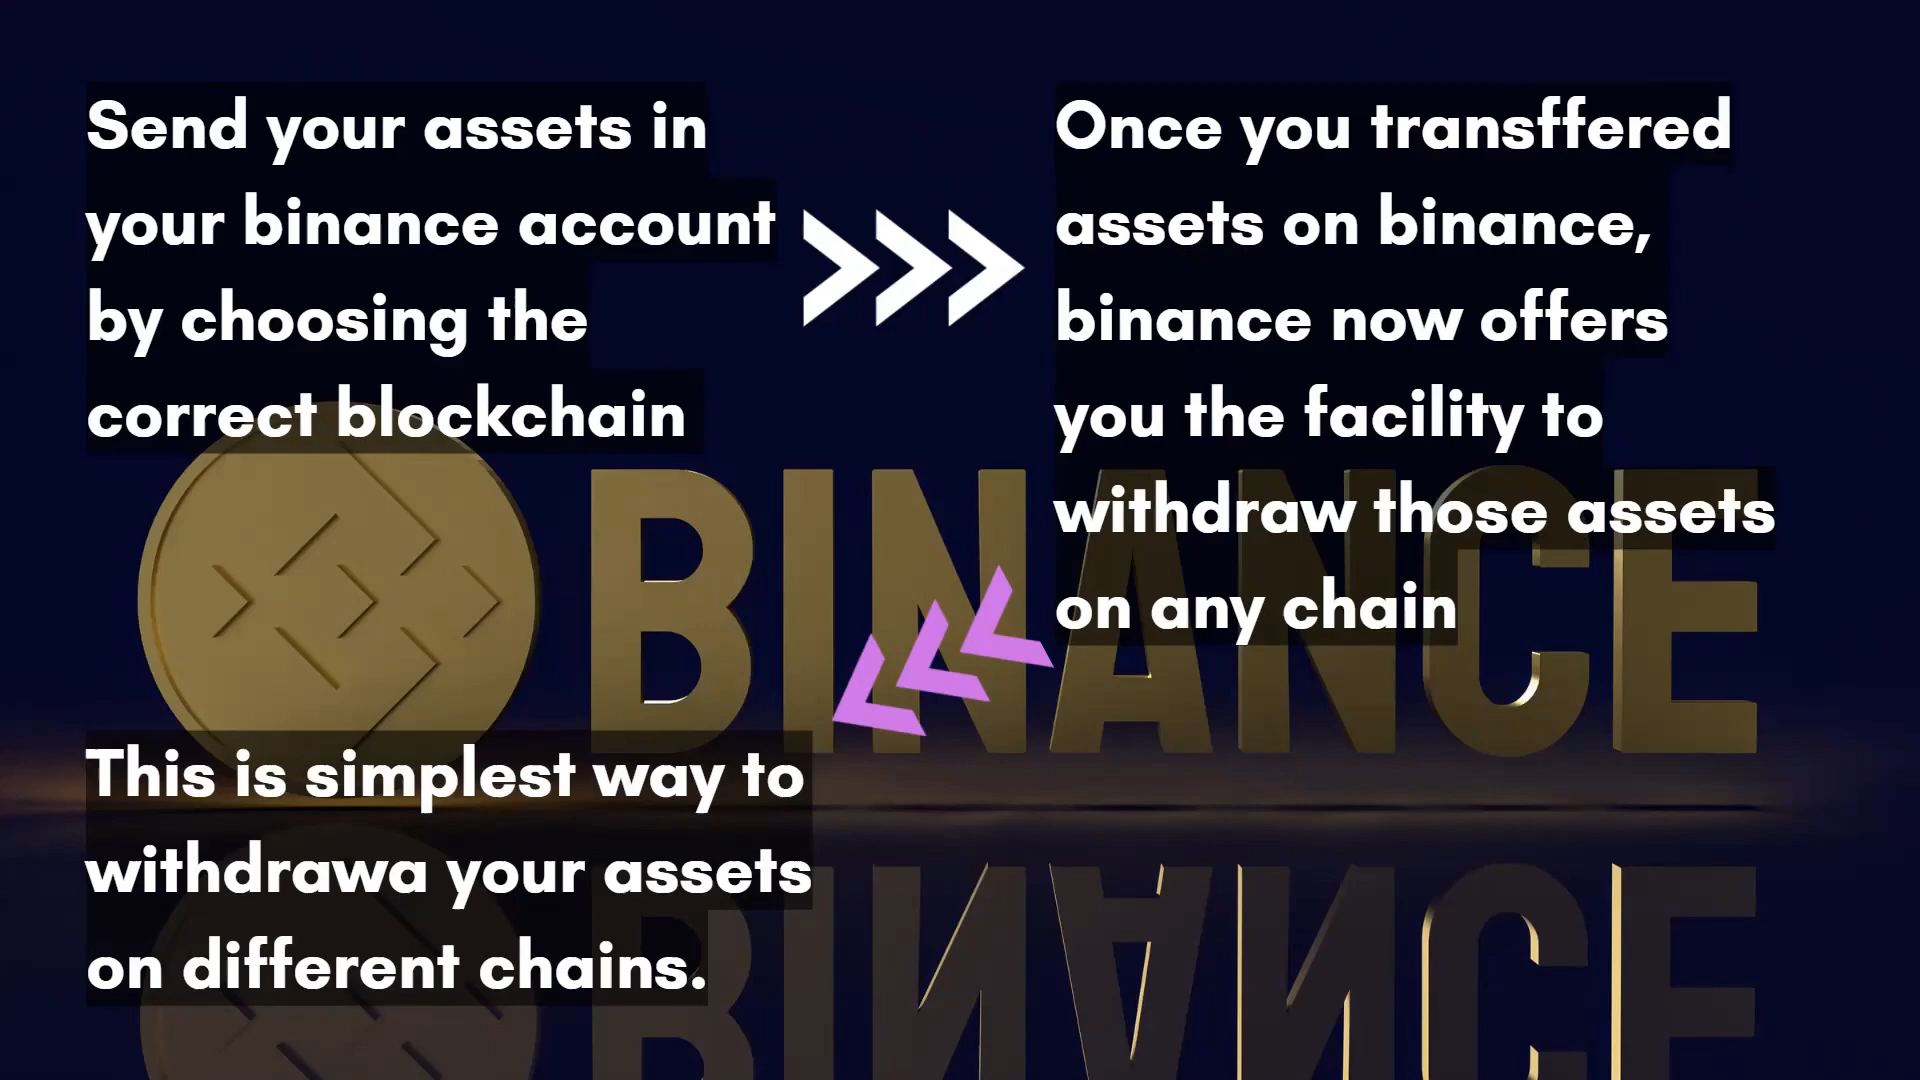 Send your assets in
your binance account
by choosing the
correct blockchain
Once you transffered
assets on binance,
binance now offers
you the facility to
withdraw those assets
on any chain
BINANCE
This is simplest way to
withdrawa your assets
on different chains.